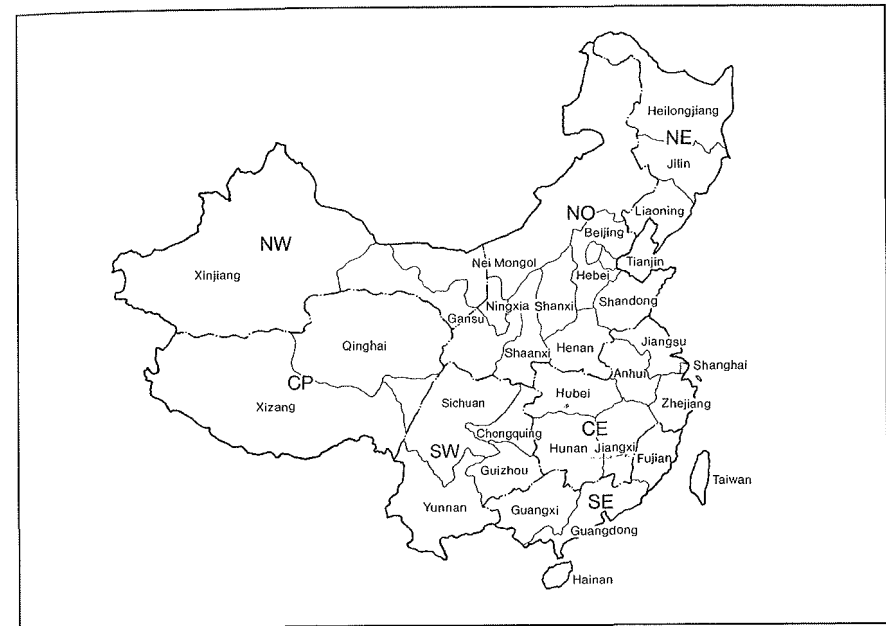 Heilongjiang
NE
Jilin
Liaoning
NO
Beijing
NW
Tianjin
Nei Mongol
Xinjiang
Hebei
Shandong
Ningxia
Shanxi
Gansu
Qinghai
Jiangsu
Henan
Shaanxi
Shanghai
Anhui
CP
Hubei
Xizang
Sichuan
Zhejiang
CE
Chongquing
SW
Hunan
Jiangxi
Fujian
Guizhou
Taiwan
SE
Yunnan
Guangxi
Guangdong
Hainan